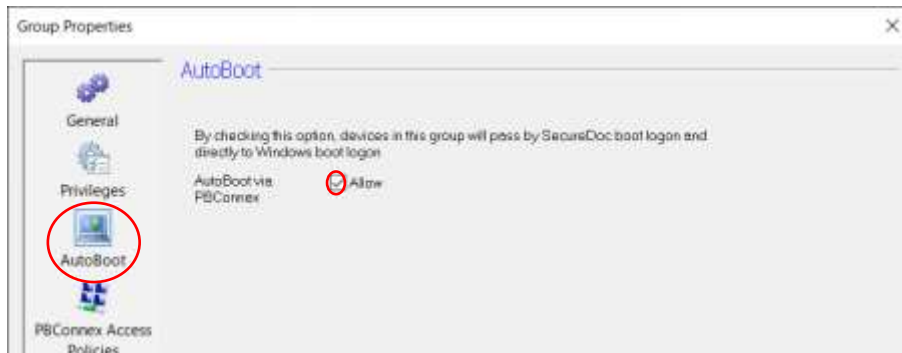 Group Properties
AutoBoot
General
By checking this option, devices in this group will pass by SecureDoc boot logon and
directly to Windows boot logon
AutoBoot via
PBConnex
Allow
Privileges
AutoBoot
PBConnex Access
Policies